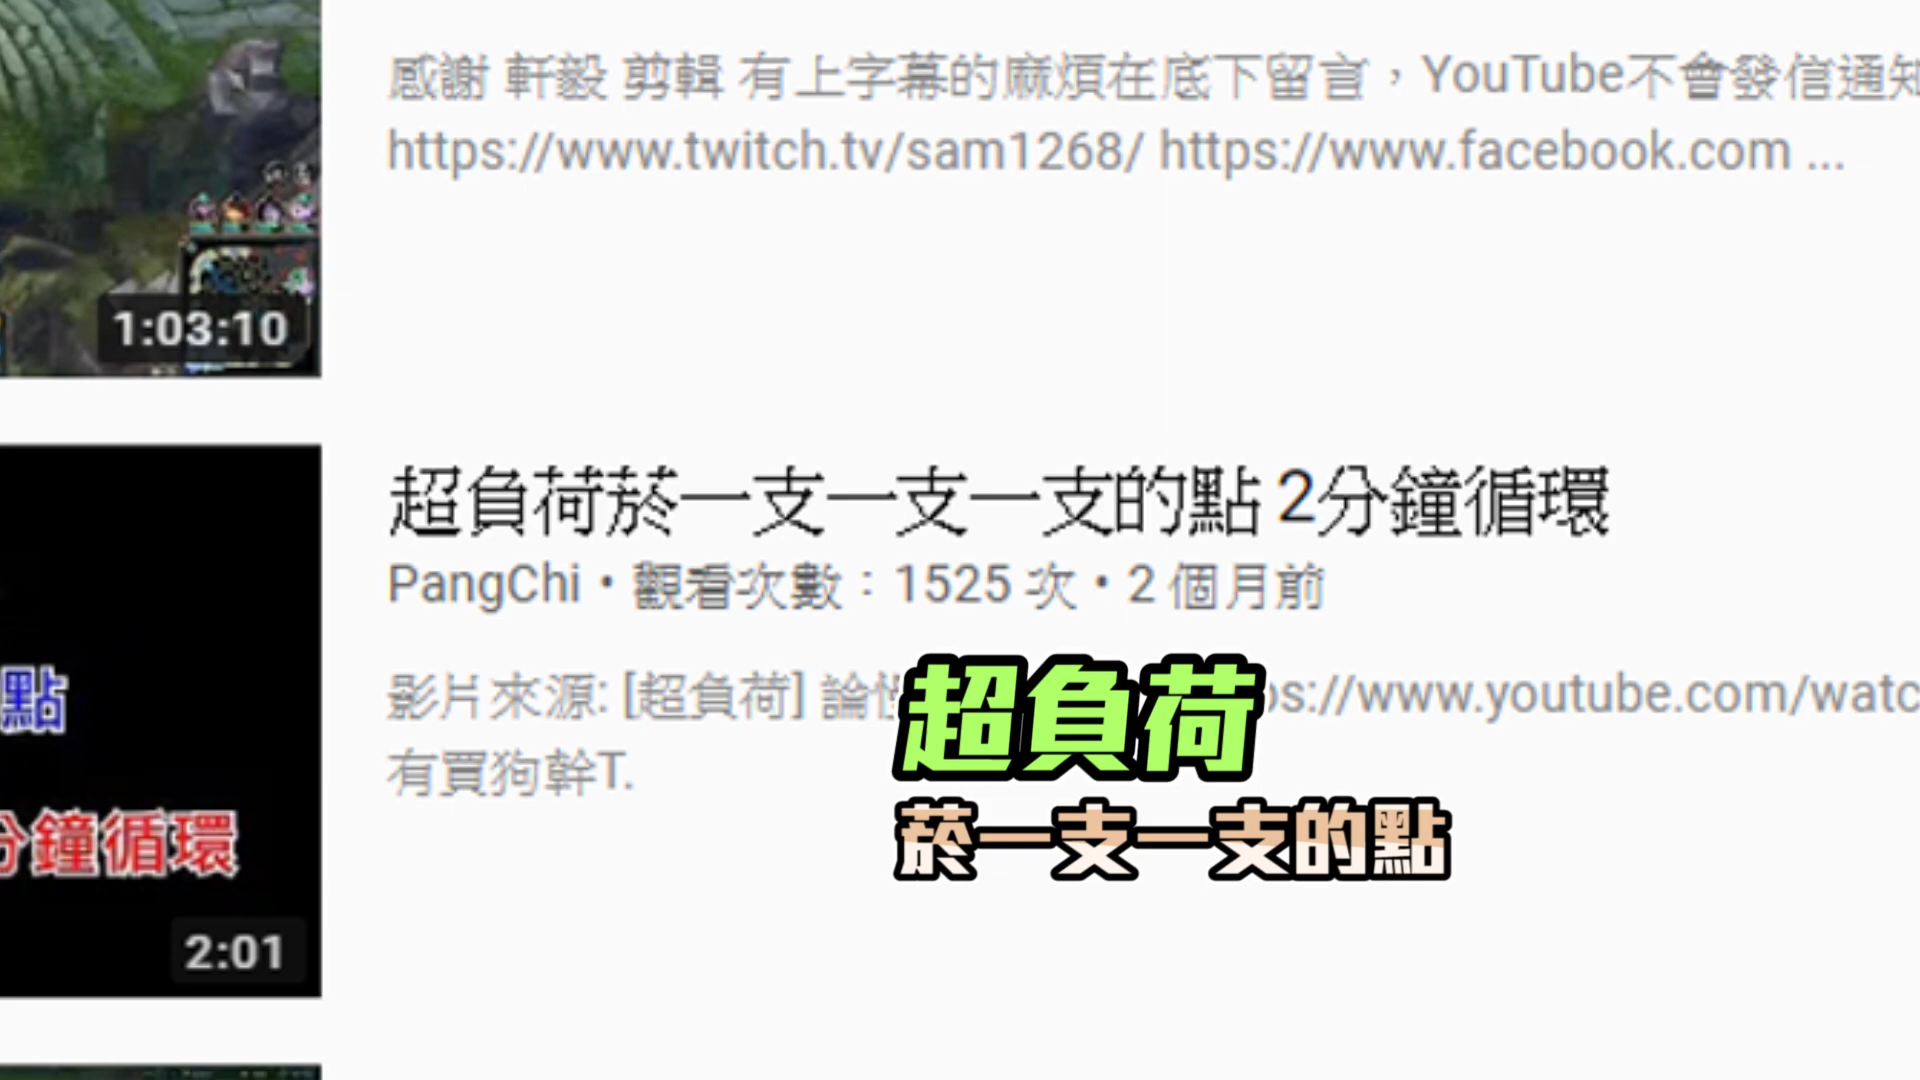 感謝 軒毅 剪輯 有上字幕的麻煩在底下留言，YouTube不會發信通知
https://www.twitch.tv/sam1268/ https://www.facebook.com ...
1:03:10
超負荷菸一支一支一支的點 2分鐘循環
PangChi • 觀看次數：1525 次 • 2 個月前
影片來源: [超負荷] 論
ps://www.youtube.com/watc
有買狗幹T.
點
分鐘循環
2:01
超負荷
菸一支一支的點